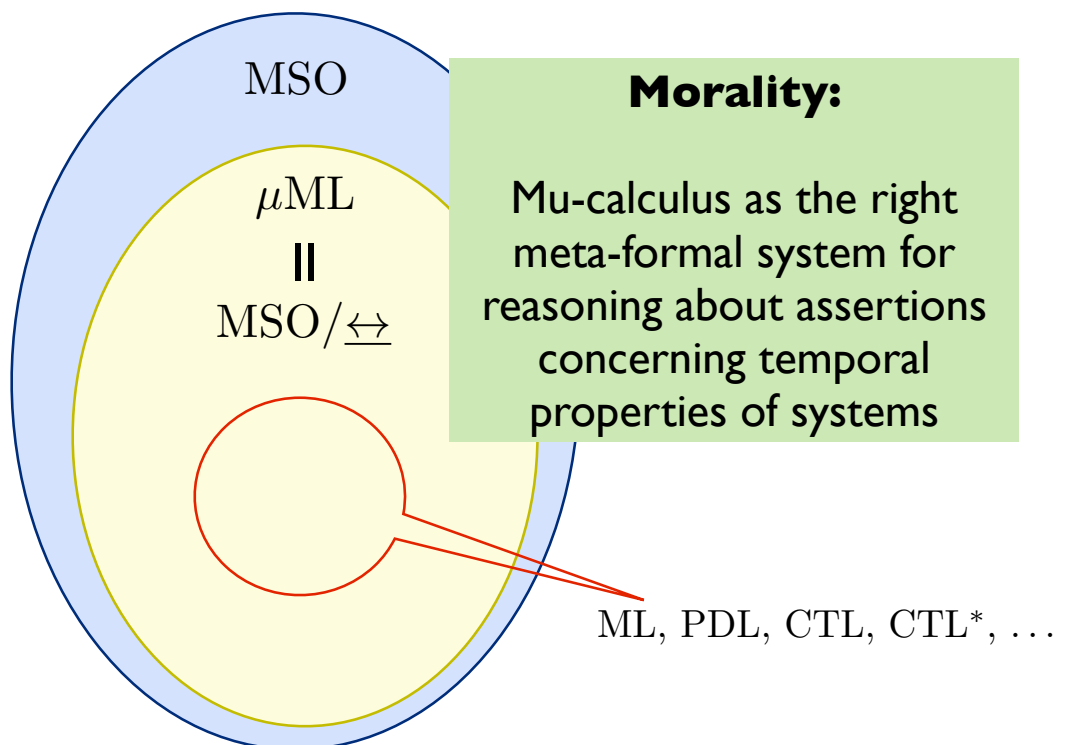 MSO
μML
=
MSO/↔
Morality:
Mu-calculus as the right
meta-formal system for
reasoning about assertions
concerning temporal
properties of systems
ML, PDL, CTL, CTL*, …